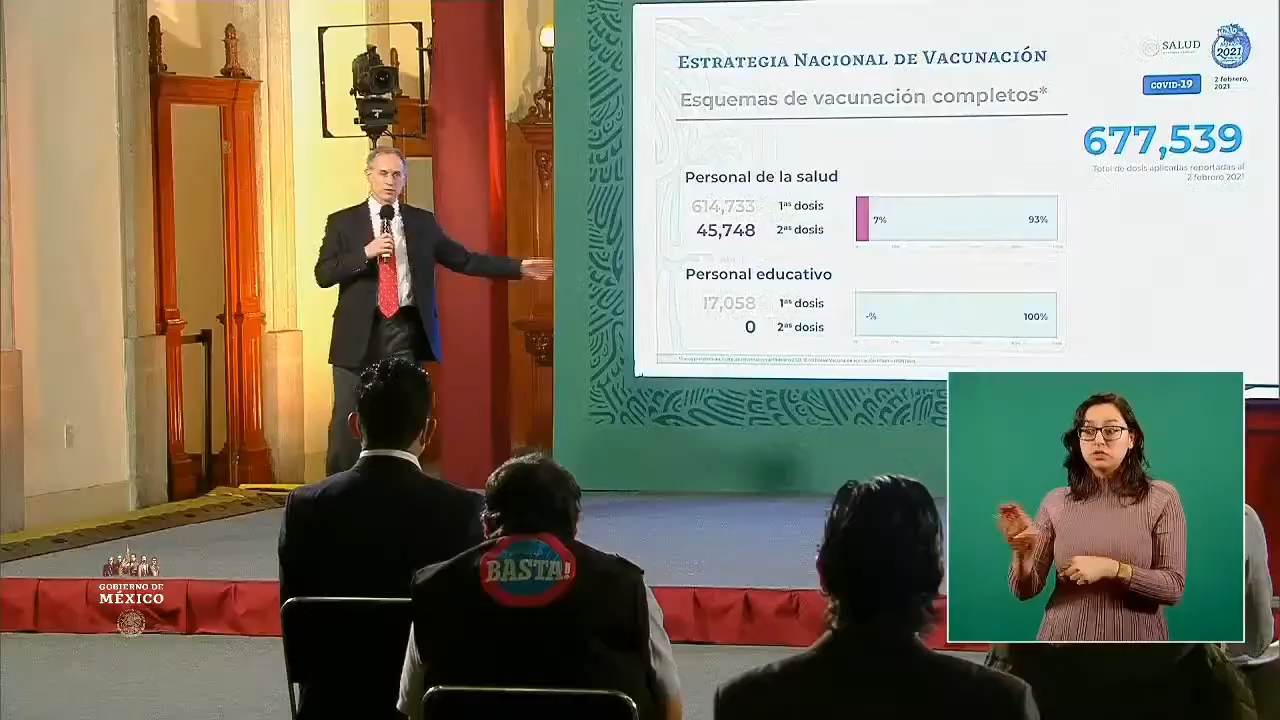 ESTRATEGIA NACIONAL DE VACUNACIÓN
Esquemas de vacunación completos*
SALUD
2021
COVID-19
2 febrero,
2021
677,539
Total de dosis aplicadas reportadas al
2 febrero 2021
Personal de la salud
614,733 1ᵃˢ dosis
45,748 2ᵃˢ dosis
7% 93%
Personal educativo
17,058 1ᵃˢ dosis
0 2ᵃˢ dosis
-% 100%
BASTA!
GOBIERNO DE
MÉXICO